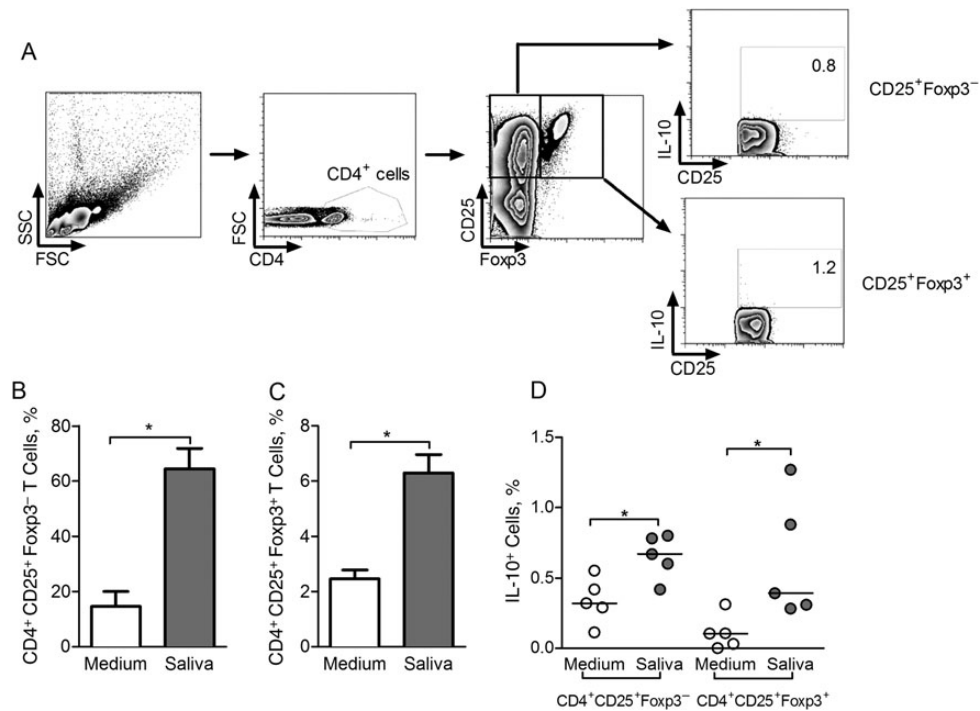 A
SSC
FSC
FSC
CD4
CD4⁺ cells
CD25
Foxp3
IL-10
CD25
0.8
CD25⁺Foxp3⁻
IL-10
CD25
1.2
CD25⁺Foxp3⁺
B
CD4⁺ CD25⁺ Foxp3⁻ T Cells, %
80
60
40
20
0
*
Medium Saliva
C
CD4⁺ CD25⁺ Foxp3⁺ T Cells, %
8
6
4
2
0
*
Medium Saliva
D
IL-10⁺ Cells, %
1.5
1.0
0.5
0.0
*
*
Medium Saliva Medium Saliva
CD4⁺CD25⁺Foxp3⁻ CD4⁺CD25⁺Foxp3⁺